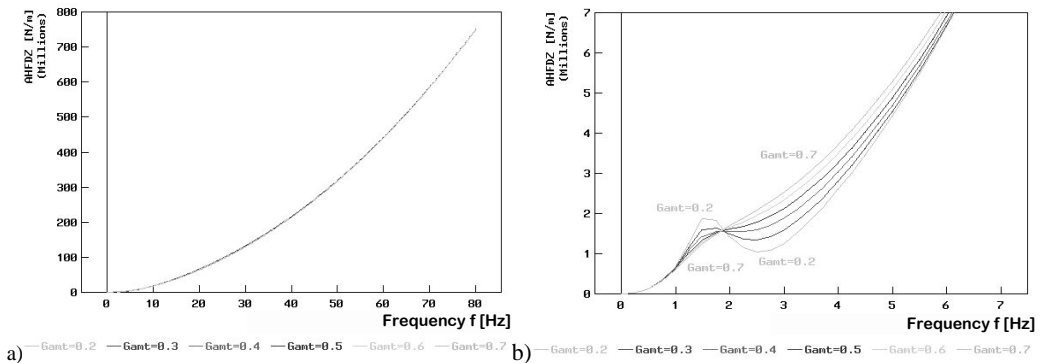 AHFDZ [N/m]
(Millions)
800
700
600
500
400
300
200
100
0
0 10 20 30 40 50 60 70 80
Frequency f [Hz]
a) Gamt=0.2 Gamt=0.3 Gamt=0.4 Gamt=0.5 Gamt=0.6 Gamt=0.7
AHFDZ [N/m]
(Millions)
7
6
5
4
3
2
1
0
Gamt=0.7
Gamt=0.2
Gamt=0.7
Gamt=0.2
0 1 2 3 4 5 6 7
Frequency f [Hz]
b) Gamt=0.2 Gamt=0.3 Gamt=0.4 Gamt=0.5 Gamt=0.6 Gamt=0.7